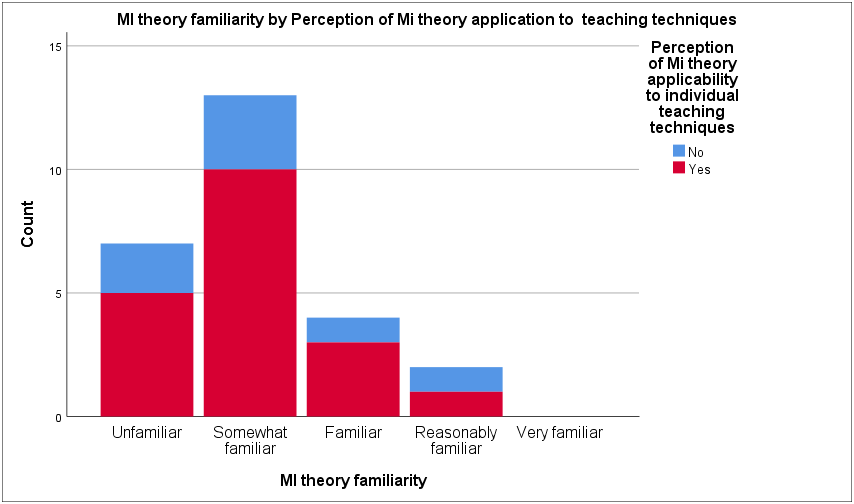 MI theory familiarity by Perception of Mi theory application to teaching techniques
15
10
5
0
Count
Unfamiliar
Somewhat
familiar
Familiar
Reasonably
familiar
Very familiar
MI theory familiarity
Perception
of Mi theory
applicability
to individual
teaching
techniques
No
Yes